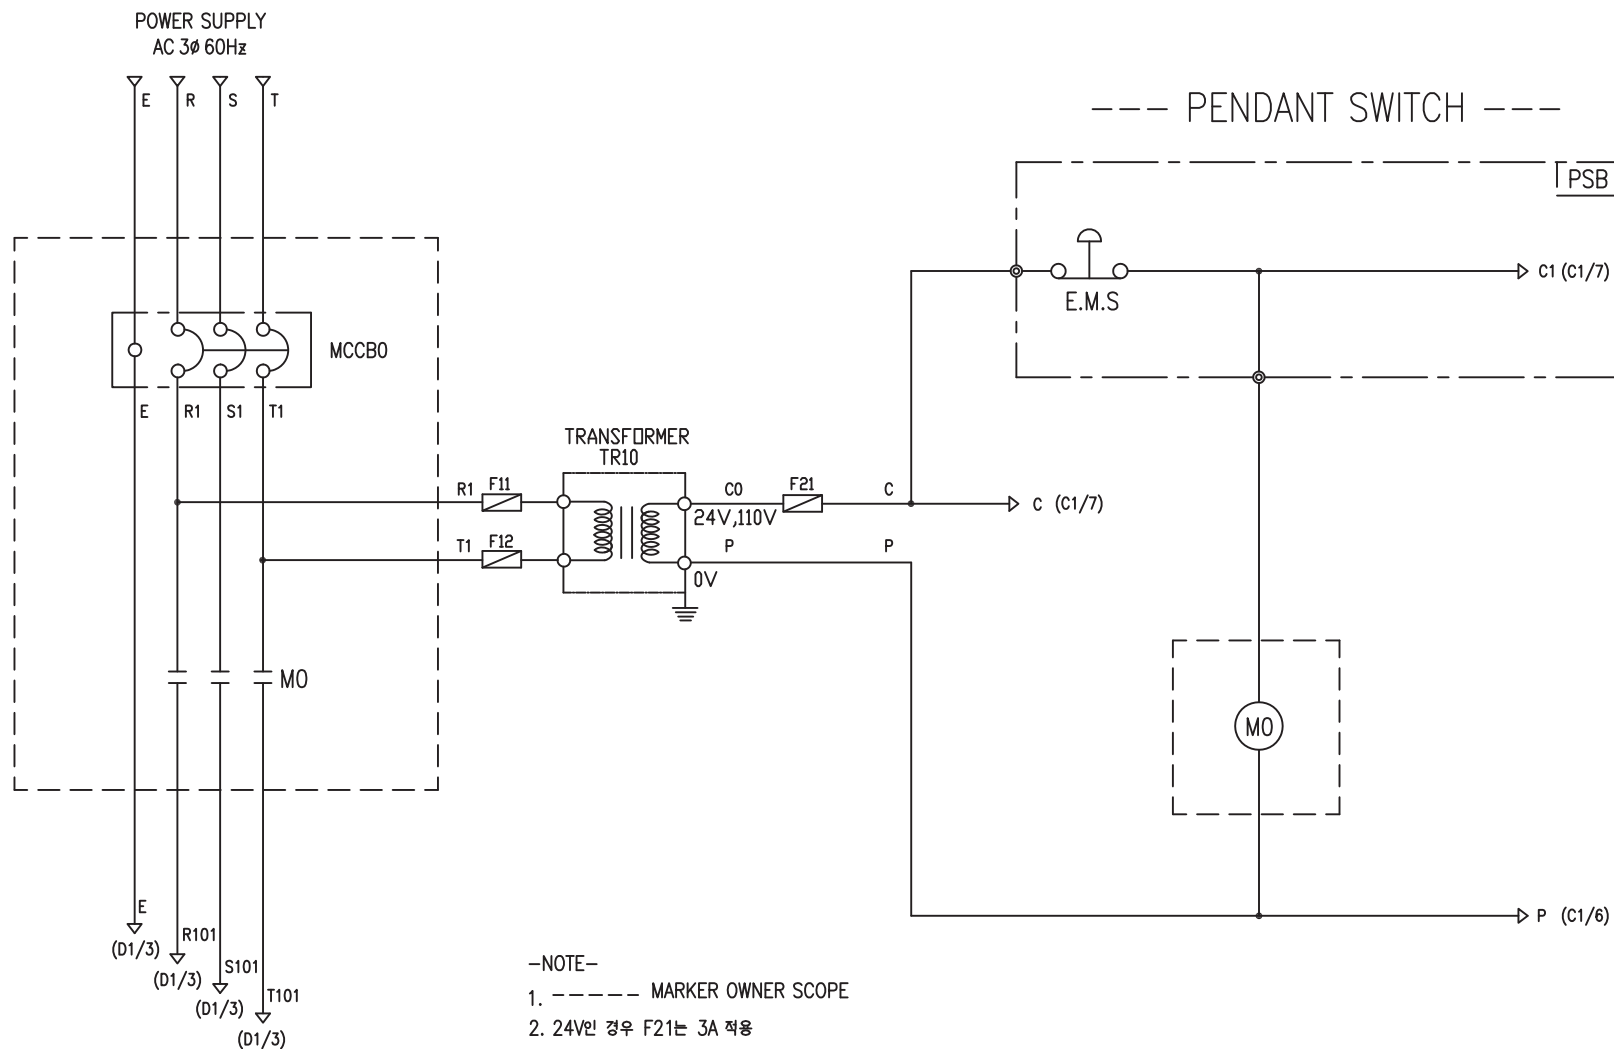 POWER SUPPLY
AC 3Ø 60Hz
E R S T
---- PENDANT SWITCH ----
PSB
C1 (C1/7)
E.M.S
MCCB0
E R1 S1 T1
TRANSFORMER
TR10
R1 F11
C0 F21 C
C (C1/7)
24V,110V
T1 F12
P P
0V
M0
M0
E
(D1/3)
R101
(D1/3)
S101
(D1/3)
T101
(D1/3)
P (C1/6)
-NOTE-
1. ------ MARKER OWNER SCOPE
2. 24V인 경우 F21는 3A 적용